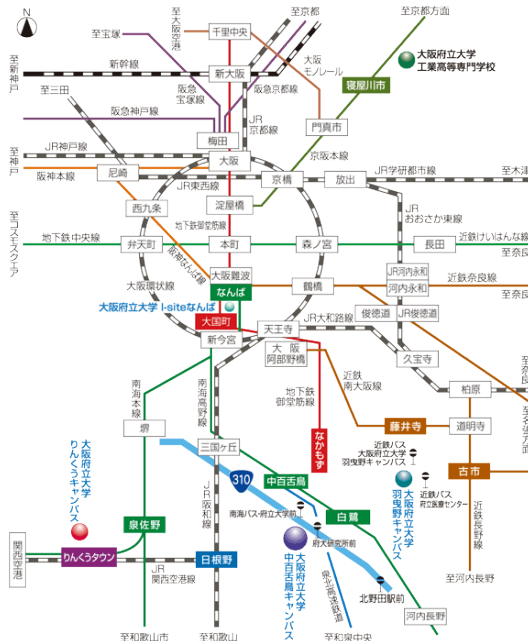 N
至大阪空港
至京都
至京都方面
至宝塚
千里中央
大阪
モノレール
大阪府立大学
工業高等専門学校
至新神戸
新幹線
新大阪
寝屋川市
至三田
阪急
宝塚線
阪急京都線
阪急神戸線
門真市
梅田
JR
京都線
京阪本線
至神戸
JR神戸線
大阪
阪神本線
尼崎
JR東西線
京橋
放出
JR学研都市線
至木津
西九条
淀屋橋
JR
おおさか東線
地下鉄御堂筋線
至コスモスクエア
地下鉄中央線
弁天町
本町
森ノ宮
長田
近鉄けいはんな線
至奈良
阪神なんば線
大阪難波
JR河内永和
河内永和
近鉄奈良線
大阪環状線
なんば
鶴橋
至奈良
大阪府立大学 I-siteなんば
大国町
JR大和路線
俊徳道
JR俊徳道
天王寺
新今宮
大阪
阿部野橋
久宝寺
至奈良
近鉄
南大阪線
柏原
至名張方面
南海本線
南海高野線
地下鉄
御堂筋線
堺
藤井寺
道明寺
なかもず
三国ケ丘
近鉄バス
大阪府立大学
羽曳野キャンパス
古市
大阪府立大学
りんくうキャンパス
310
中百舌鳥
大阪府立大学
羽曳野キャンパス
近鉄バス
府立医療センター
JR阪和線
南海バス・府立大学前
白鷺
近鉄長野線
泉佐野
府大研究所前
関西空港
りんくうタウン
日根野
大阪府立大学
中百舌鳥キャンパス
JR
関西空港線
泉北高速鉄道
北野田駅前
至河内長野
河内長野
至和歌山市
至和歌山
至和泉中央